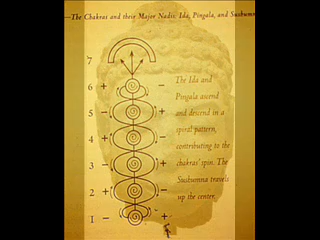 —The Chakras and their Major Nadis: Ida, Pingala, and Sushumna
7
6 + −
5 - +
4 + −
3 - +
2 + −
1 - +
The Ida and
Pingala ascend
and descend in a
spiral pattern,
contributing to the
chakras' spin. The
Sushumna travels
up the center.